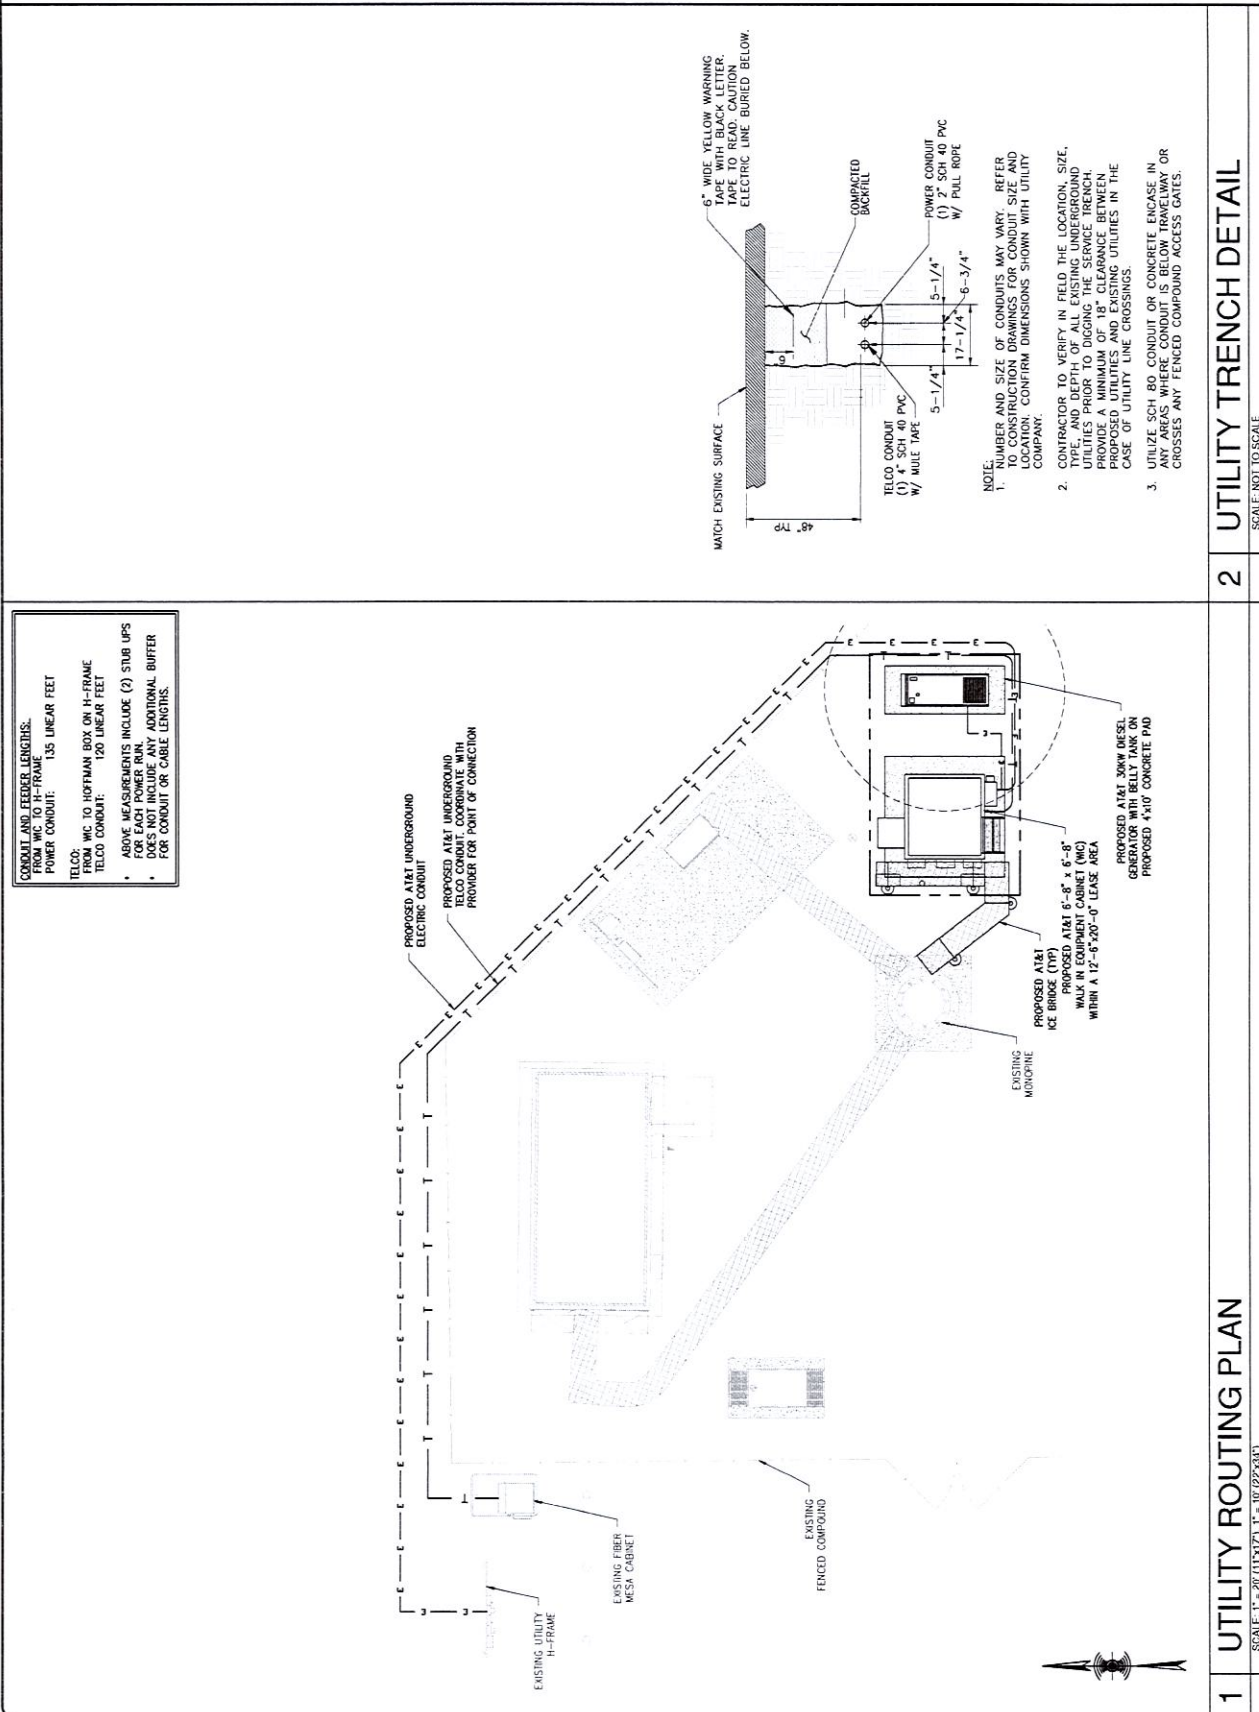 CONDUIT AND FEEDER LENGTHS:
FROM WIC TO H-FRAME
POWER CONDUIT: 135 LINEAR FEET
TELCO:
FROM WIC TO HOFFMAN BOX ON H-FRAME
TELCO CONDUIT: 120 LINEAR FEET
* ABOVE MEASUREMENTS INCLUDE (2) STUB UPS
FOR EACH POWER RUN.
* DOES NOT INCLUDE ANY ADDITIONAL BUFFER
FOR CONDUIT OR CABLE LENGTHS.
PROPOSED AT&T UNDERGROUND
ELECTRIC CONDUIT
PROPOSED AT&T UNDERGROUND
TELCO CONDUIT. COORDINATE WITH
PROVIDER FOR POINT OF CONNECTION
EXISTING UTILITY
H-FRAME
EXISTING FIBER
MESA CABINET
EXISTING
FENCED COMPOUND
EXISTING
MONOPINE
PROPOSED AT&T
ICE BRIDGE (TYP)
PROPOSED AT&T 6'-8" x 6'-8"
WALK IN EQUIPMENT CABINET (WIC)
WITHIN A 12'-6"x20'-0" LEASE AREA
PROPOSED AT&T 30KW DIESEL
GENERATOR WITH BELLY TANK ON
PROPOSED 4'x10' CONCRETE PAD
1 UTILITY ROUTING PLAN
SCALE: 1" = 20' (11"x17") 1" = 10' (22"x34")
MATCH EXISTING SURFACE
6" WIDE YELLOW WARNING
TAPE WITH BLACK LETTER.
TAPE TO READ. CAUTION
ELECTRIC LINE BURIED BELOW.
48" TYP
6"
COMPACTED
BACKFILL
TELCO CONDUIT
(1) 4" SCH 40 PVC
W/ MULE TAPE
POWER CONDUIT
(1) 2" SCH 40 PVC
W/ PULL ROPE
5-1/4"
5-1/4"
6-3/4"
17-1/4"
NOTE:
1. NUMBER AND SIZE OF CONDUITS MAY VARY. REFER
TO CONSTRUCTION DRAWINGS FOR CONDUIT SIZE AND
LOCATION. CONFIRM DIMENSIONS SHOWN WITH UTILITY
COMPANY.
2. CONTRACTOR TO VERIFY IN FIELD THE LOCATION, SIZE,
TYPE, AND DEPTH OF ALL EXISTING UNDERGROUND
UTILITIES PRIOR TO DIGGING THE SERVICE TRENCH.
PROVIDE A MINIMUM OF 18" CLEARANCE BETWEEN
PROPOSED UTILITIES AND EXISTING UTILITIES IN THE
CASE OF UTILITY LINE CROSSINGS.
3. UTILIZE SCH 80 CONDUIT OR CONCRETE ENCASE IN
ANY AREAS WHERE CONDUIT IS BELOW TRAVELWAY OR
CROSSES ANY FENCED COMPOUND ACCESS GATES.
2 UTILITY TRENCH DETAIL
SCALE: NOT TO SCALE